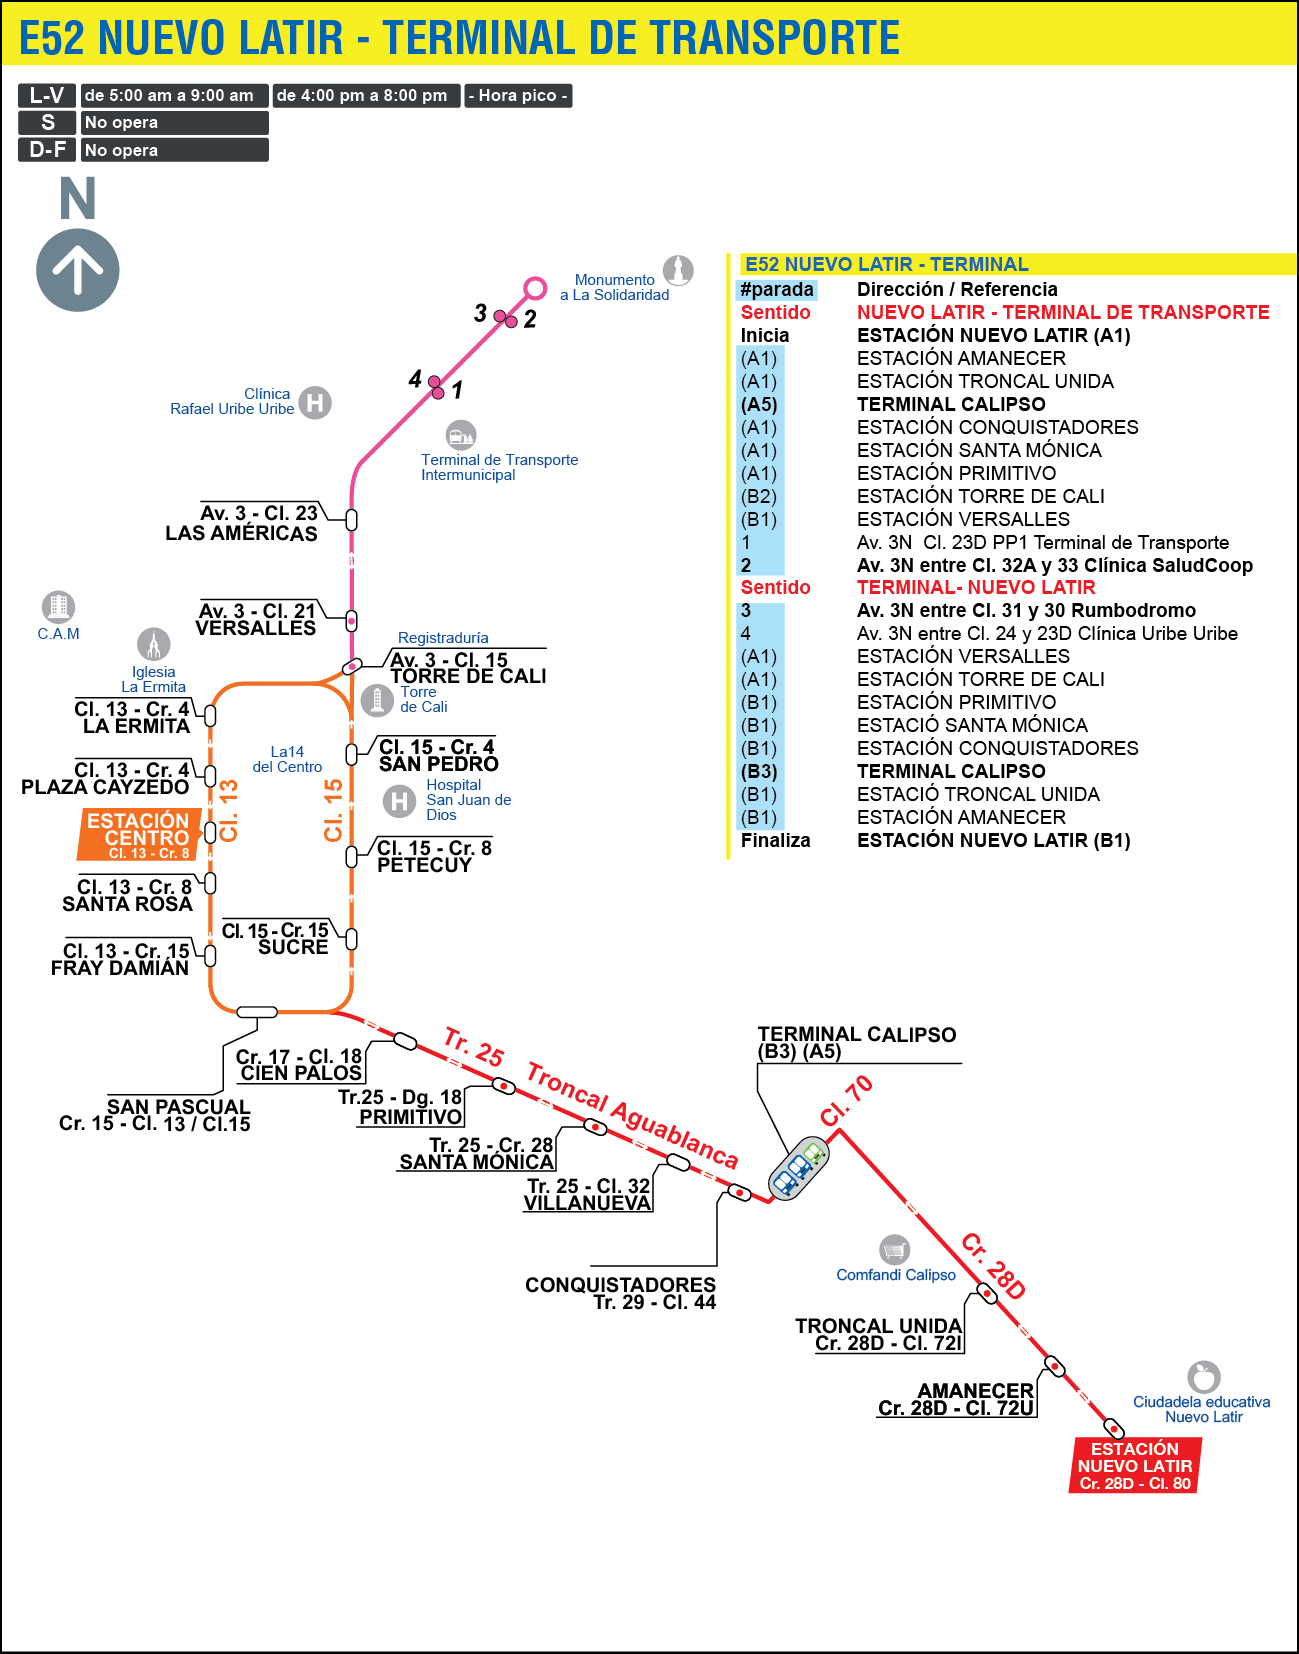 E52 NUEVO LATIR - TERMINAL DE TRANSPORTE
L-V de 5:00 am a 9:00 am de 4:00 pm a 8:00 pm - Hora pico -
S No opera
D-F No opera
N
Monumento
a La Solidaridad
3
2
4
1
Clínica
Rafael Uribe Uribe
H
Terminal de Transporte
Intermunicipal
Av. 3 - Cl. 23
LAS AMÉRICAS
Av. 3 - Cl. 21
VERSALLES
C.A.M
Iglesia
La Ermita
Registraduría
Av. 3 - Cl. 15
TORRE DE CALI
Torre
de Cali
Cl. 13 - Cr. 4
LA ERMITA
La14
del Centro
Cl. 15 - Cr. 4
SAN PEDRO
Cl. 13 - Cr. 4
PLAZA CAYZEDO
Cl. 13
Cl. 15
H
Hospital
San Juan de
Dios
ESTACIÓN
CENTRO
Cl. 13 - Cr. 8
Cl. 15 - Cr. 8
PETECUY
Cl. 13 - Cr. 8
SANTA ROSA
Cl. 15 - Cr. 15
SUCRE
Cl. 13 - Cr. 15
FRAY DAMIÁN
SAN PASCUAL
Cr. 15 - Cl. 13 / Cl.15
Cr. 17 - Cl. 18
CIEN PALOS
Tr. 25 Troncal Aguablanca
Tr.25 - Dg. 18
PRIMITIVO
Tr. 25 - Cr. 28
SANTA MÓNICA
Tr. 25 - Cl. 32
VILLANUEVA
CONQUISTADORES
Tr. 29 - Cl. 44
TERMINAL CALIPSO
(B3) (A5)
Cl. 70
Comfandi Calipso
Cr. 28D
TRONCAL UNIDA
Cr. 28D - Cl. 72I
AMANECER
Cr. 28D - Cl. 72U
Ciudadela educativa
Nuevo Latir
ESTACIÓN
NUEVO LATIR
Cr. 28D - Cl. 80
E52 NUEVO LATIR - TERMINAL
#parada Dirección / Referencia
Sentido NUEVO LATIR - TERMINAL DE TRANSPORTE
Inicia ESTACIÓN NUEVO LATIR (A1)
(A1) ESTACIÓN AMANECER
(A1) ESTACIÓN TRONCAL UNIDA
(A5) TERMINAL CALIPSO
(A1) ESTACIÓN CONQUISTADORES
(A1) ESTACIÓN SANTA MÓNICA
(A1) ESTACIÓN PRIMITIVO
(B2) ESTACIÓN TORRE DE CALI
(B1) ESTACIÓN VERSALLES
1 Av. 3N Cl. 23D PP1 Terminal de Transporte
2 Av. 3N entre Cl. 32A y 33 Clínica SaludCoop
Sentido TERMINAL- NUEVO LATIR
3 Av. 3N entre Cl. 31 y 30 Rumbodromo
4 Av. 3N entre Cl. 24 y 23D Clínica Uribe Uribe
(A1) ESTACIÓN VERSALLES
(A1) ESTACIÓN TORRE DE CALI
(B1) ESTACIÓN PRIMITIVO
(B1) ESTACIÓ SANTA MÓNICA
(B1) ESTACIÓN CONQUISTADORES
(B3) TERMINAL CALIPSO
(B1) ESTACIÓ TRONCAL UNIDA
(B1) ESTACIÓN AMANECER
Finaliza ESTACIÓN NUEVO LATIR (B1)